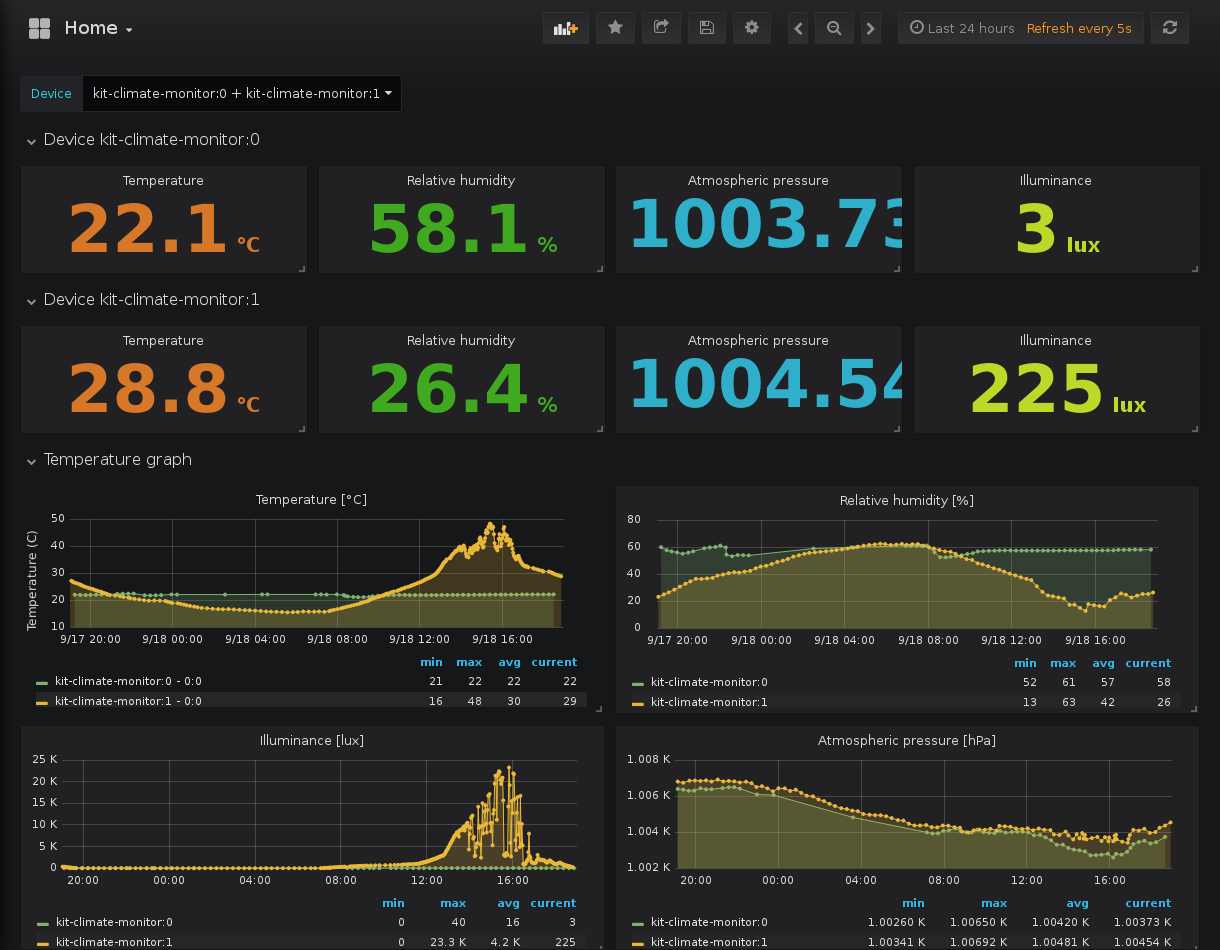 Home
Last 24 hours Refresh every 5s
Device kit-climate-monitor:0 + kit-climate-monitor:1
Device kit-climate-monitor:0
Temperature Relative humidity Atmospheric pressure Illuminance
22.1 °C 58.1 % 1003.73 3 lux
Device kit-climate-monitor:1
Temperature Relative humidity Atmospheric pressure Illuminance
28.8 °C 26.4 % 1004.54 225 lux
Temperature graph
Temperature [°C]
Temperature (C)
50
40
30
20
10
9/17 20:00 9/18 00:00 9/18 04:00 9/18 08:00 9/18 12:00 9/18 16:00
min max avg current
kit-climate-monitor:0 - 0:0 21 22 22 22
kit-climate-monitor:1 - 0:0 16 48 30 29
Relative humidity [%]
80
60
40
20
0
9/17 20:00 9/18 00:00 9/18 04:00 9/18 08:00 9/18 12:00 9/18 16:00
min max avg current
kit-climate-monitor:0 52 61 57 58
kit-climate-monitor:1 13 63 42 26
Illuminance [lux]
25 K
20 K
15 K
10 K
5 K
0
20:00 00:00 04:00 08:00 12:00 16:00
min max avg current
kit-climate-monitor:0 0 40 16 3
kit-climate-monitor:1 0 23.3 K 4.2 K 225
Atmospheric pressure [hPa]
1.008 K
1.006 K
1.004 K
1.002 K
20:00 00:00 04:00 08:00 12:00 16:00
min max avg current
kit-climate-monitor:0 1.00260 K 1.00650 K 1.00420 K 1.00373 K
kit-climate-monitor:1 1.00341 K 1.00692 K 1.00481 K 1.00454 K